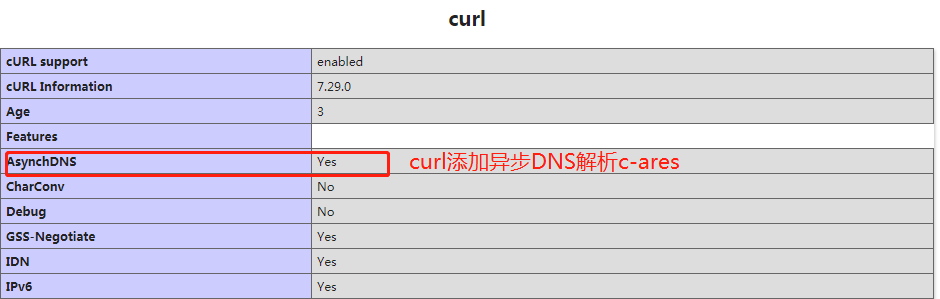 curl
cURL support enabled
cURL Information 7.29.0
Age 3
Features
AsynchDNS Yes curl添加异步DNS解析c-ares
CharConv No
Debug No
GSS-Negotiate Yes
IDN Yes
IPv6 Yes